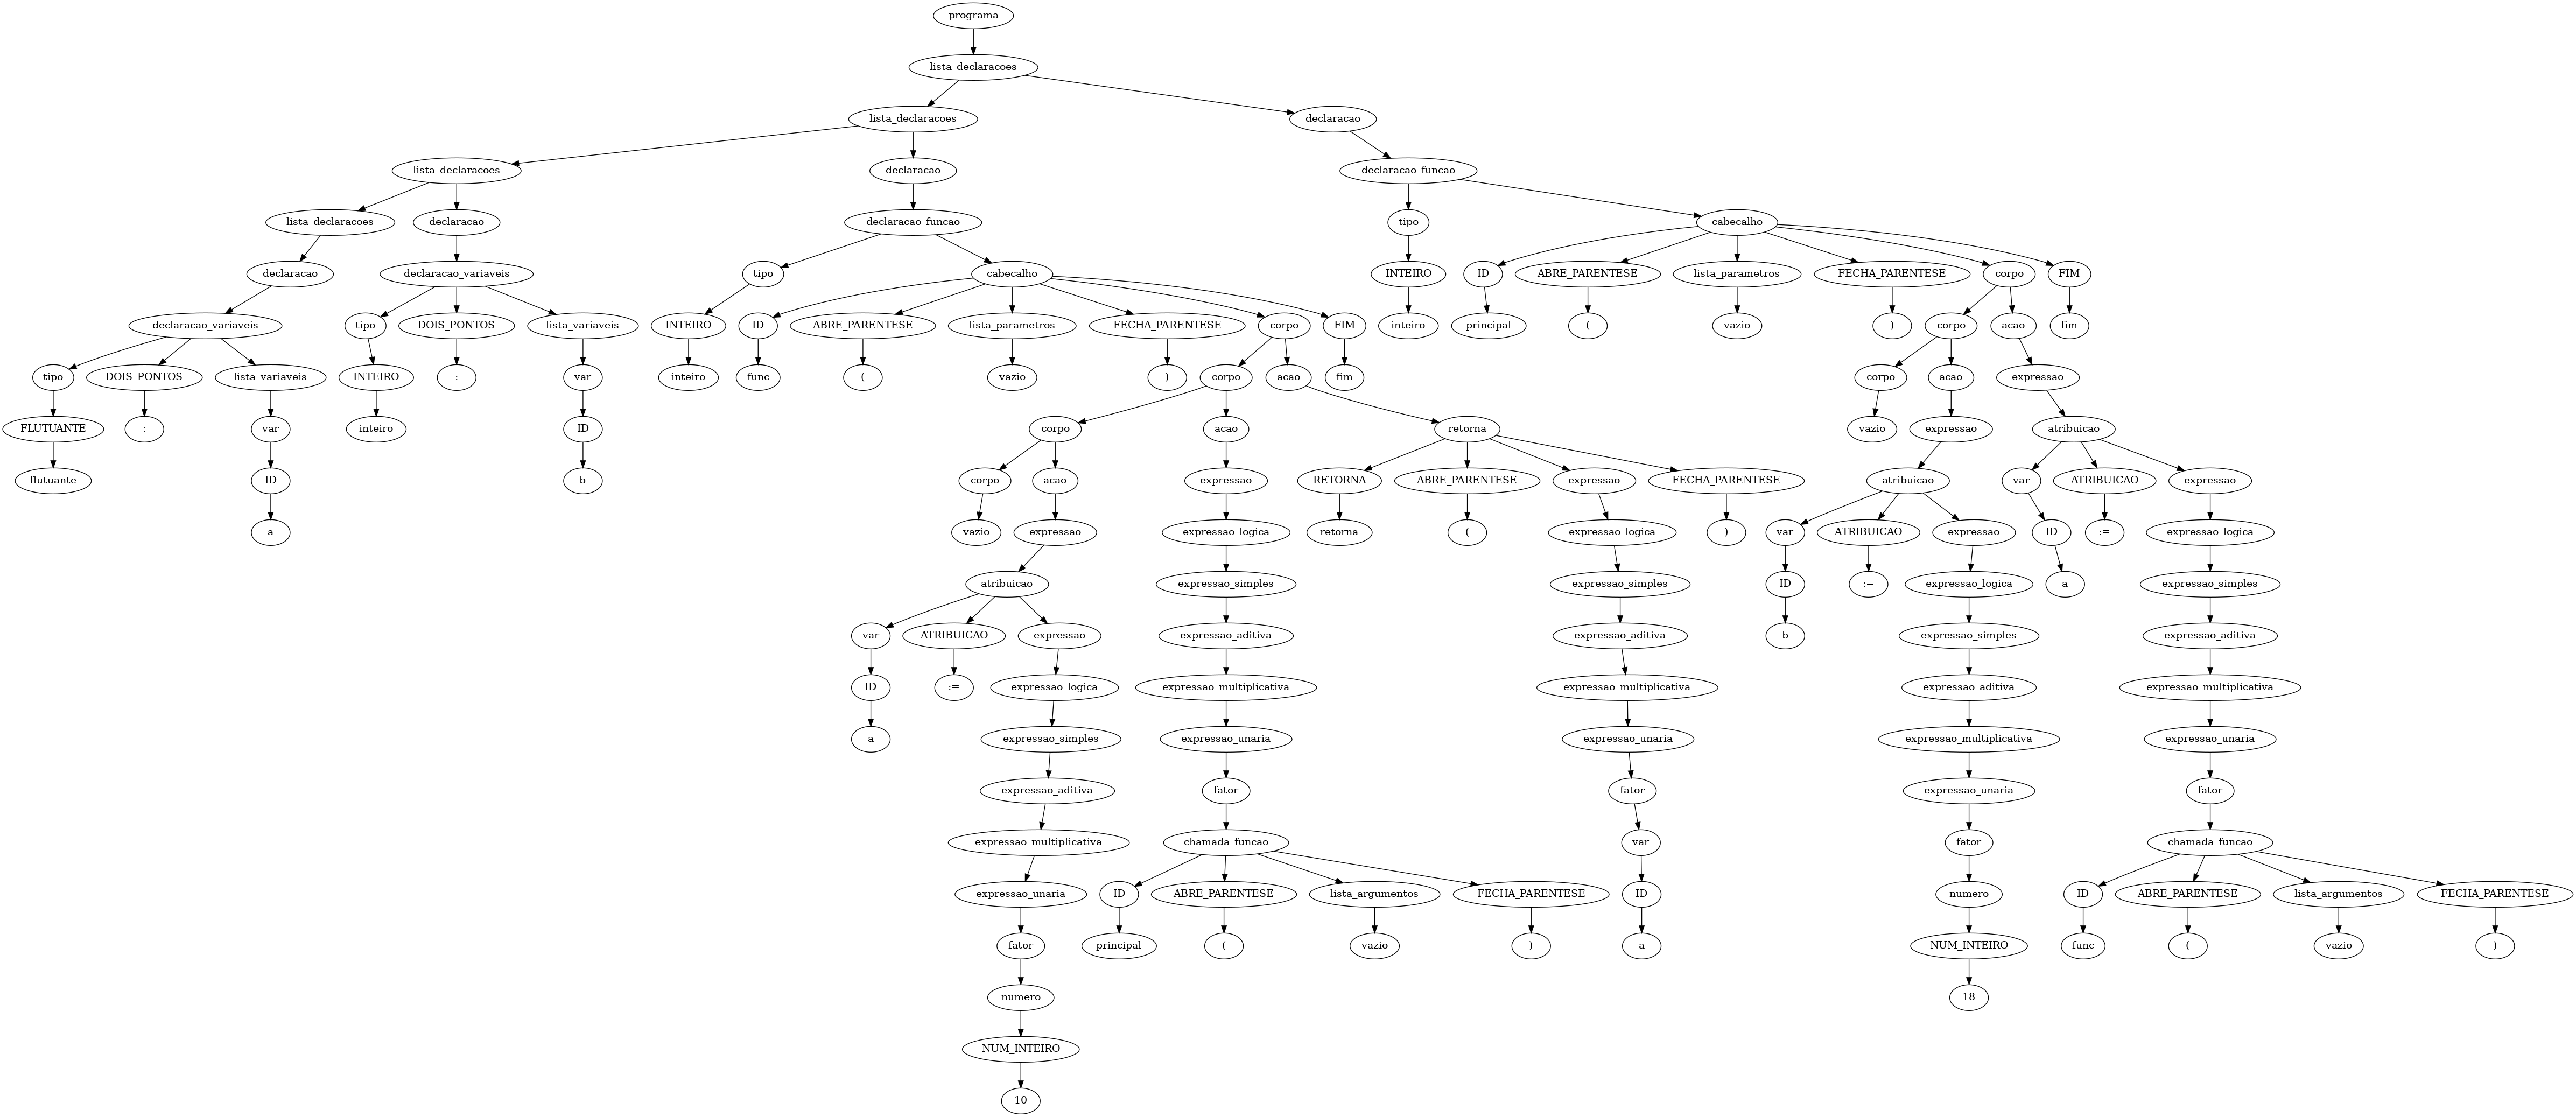 programa
lista_declaracoes
lista_declaracoes declaracao
lista_declaracoes declaracao declaracao_funcao
lista_declaracoes declaracao declaracao_funcao tipo cabecalho
declaracao declaracao_variaveis tipo cabecalho INTEIRO ID ABRE_PARENTESE lista_parametros FECHA_PARENTESE corpo FIM
declaracao_variaveis tipo DOIS_PONTOS lista_variaveis INTEIRO ID ABRE_PARENTESE lista_parametros FECHA_PARENTESE corpo FIM inteiro principal ( vazio ) corpo acao fim
tipo DOIS_PONTOS lista_variaveis INTEIRO : var inteiro func ( vazio ) corpo acao fim corpo acao expressao
FLUTUANTE : var inteiro ID corpo acao retorna vazio expressao atribuicao
flutuante ID b corpo acao expressao RETORNA ABRE_PARENTESE expressao FECHA_PARENTESE atribuicao var ATRIBUICAO expressao
a vazio expressao expressao_logica retorna ( expressao_logica ) var ATRIBUICAO expressao ID := expressao_logica
atribuicao expressao_simples expressao_simples ID := expressao_logica a expressao_simples
var ATRIBUICAO expressao expressao_aditiva expressao_aditiva b expressao_simples expressao_aditiva
ID := expressao_logica expressao_multiplicativa expressao_multiplicativa expressao_aditiva expressao_multiplicativa
a expressao_simples expressao_unaria expressao_unaria expressao_multiplicativa expressao_unaria
expressao_aditiva fator fator expressao_unaria fator
expressao_multiplicativa chamada_funcao var fator chamada_funcao
expressao_unaria ID ABRE_PARENTESE lista_argumentos FECHA_PARENTESE ID numero ID ABRE_PARENTESE lista_argumentos FECHA_PARENTESE
fator principal ( vazio ) a NUM_INTEIRO func ( vazio )
numero 18
NUM_INTEIRO
10